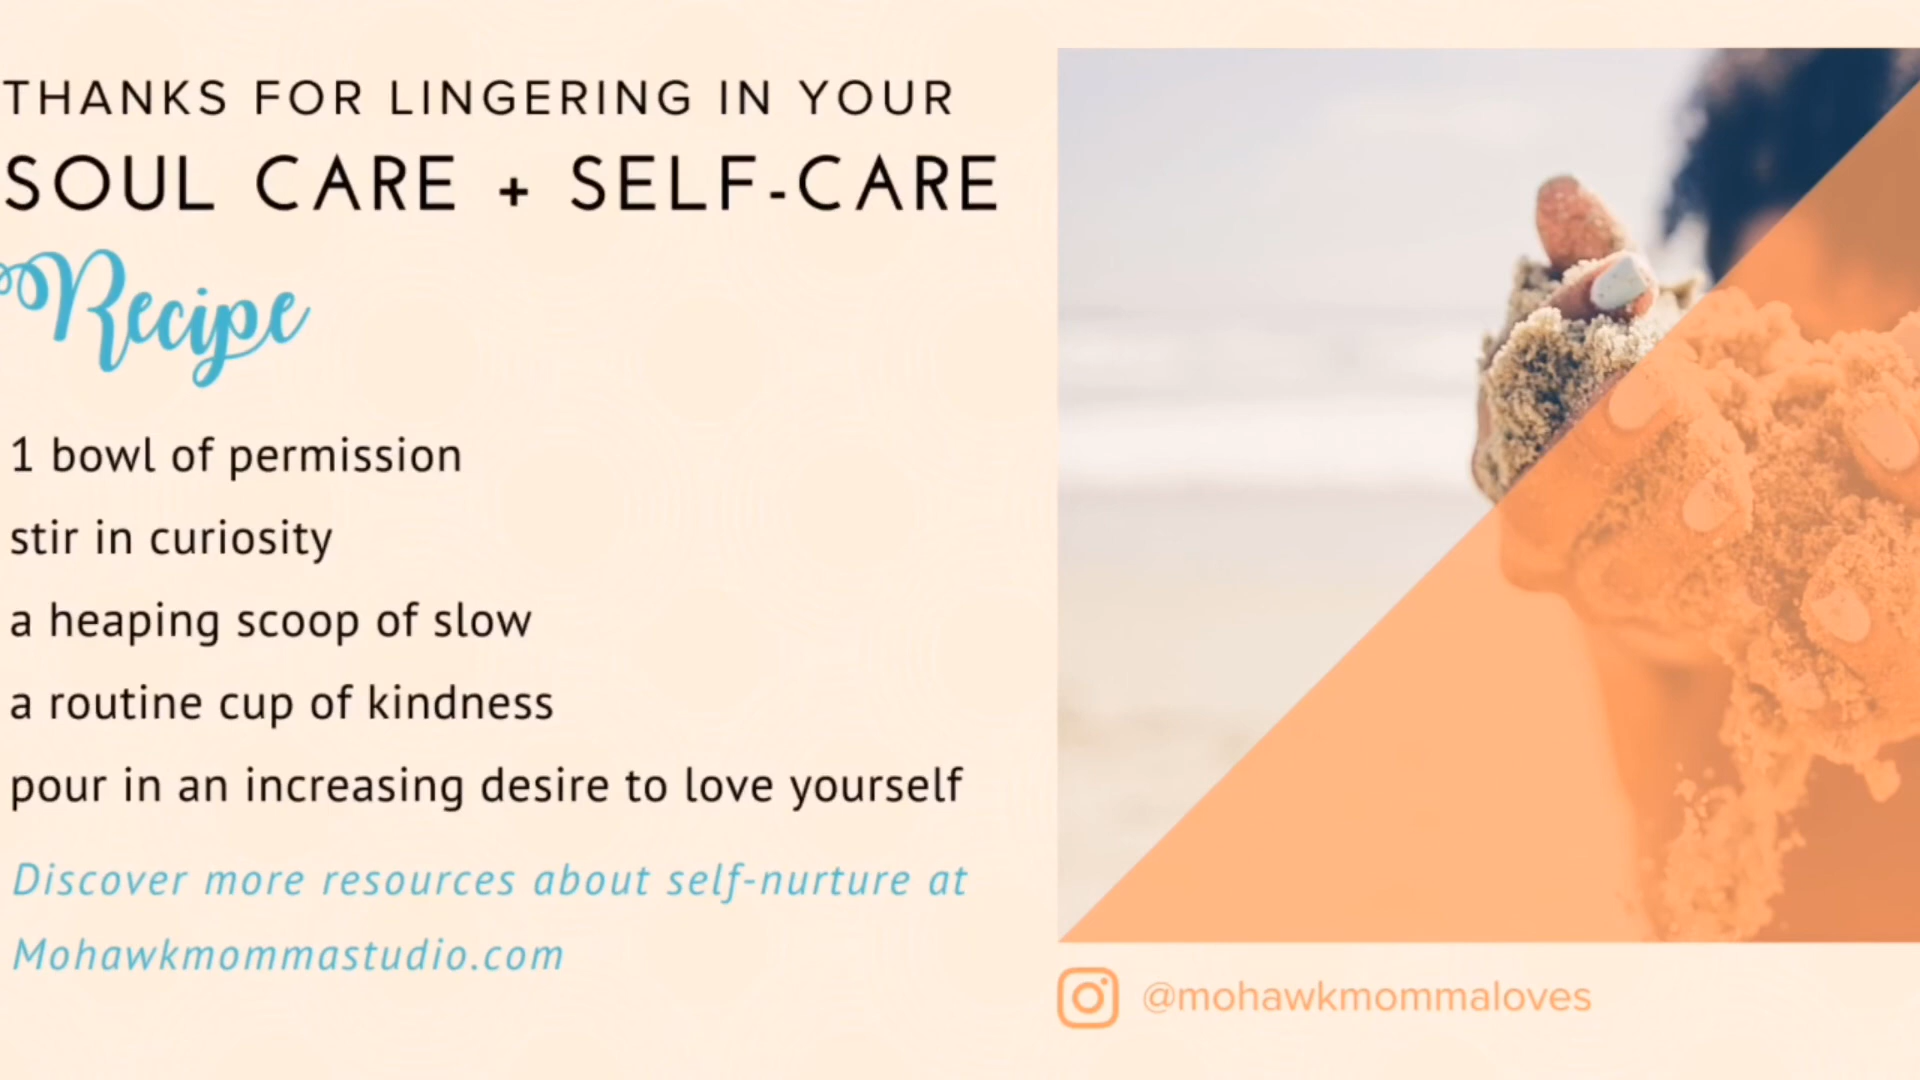 THANKS FOR LINGERING IN YOUR
SOUL CARE + SELF-CARE
Recipe
1 bowl of permission
stir in curiosity
a heaping scoop of slow
a routine cup of kindness
pour in an increasing desire to love yourself
Discover more resources about self-nurture at
Mohawkmommastudio.com
@mohawkmommaloves